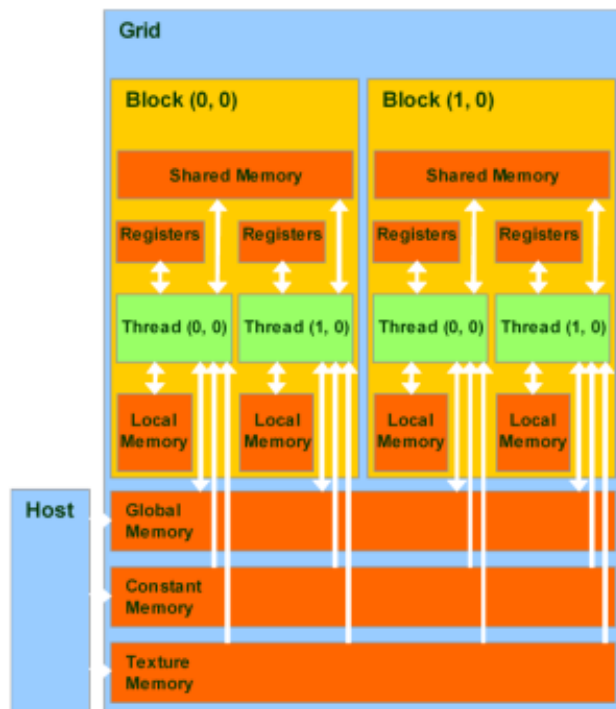 Grid
Block (0, 0)
Block (1, 0)
Shared Memory
Shared Memory
Registers
Registers
Registers
Registers
Thread (0, 0)
Thread (1, 0)
Thread (0, 0)
Thread (1, 0)
Local
Memory
Local
Memory
Local
Memory
Local
Memory
Host
Global
Memory
Constant
Memory
Texture
Memory